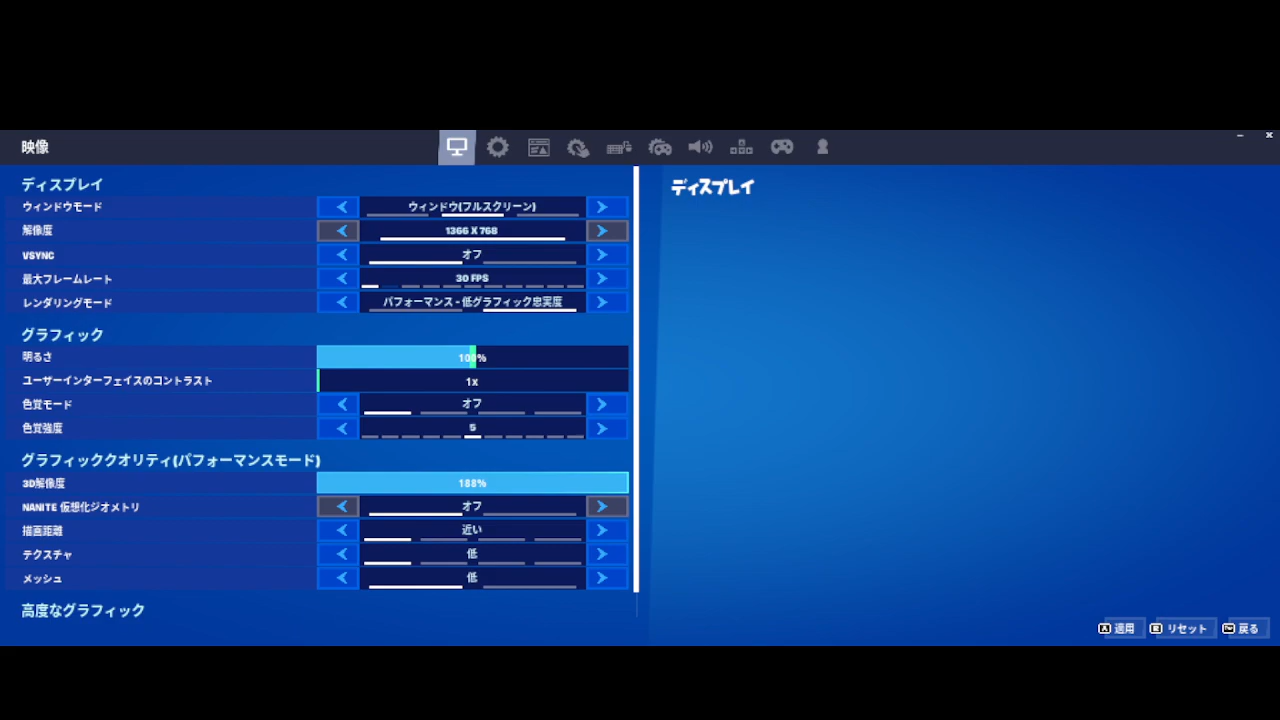 映像
ディスプレイ
ウィンドウモード ウィンドウ(フルスクリーン)
解像度 1366 X 768
VSYNC オフ
最大フレームレート 30 FPS
レンダリングモード パフォーマンス - 低グラフィック忠実度
グラフィック
明るさ 100%
ユーザーインターフェイスのコントラスト 1x
色覚モード オフ
色覚強度 5
グラフィッククオリティ(パフォーマンスモード)
3D解像度 100%
NANITE 仮想化ジオメトリ オフ
描画距離 近い
テクスチャ 低
メッシュ 低
高度なグラフィック
ディスプレイ
A 適用 E リセット 戻る